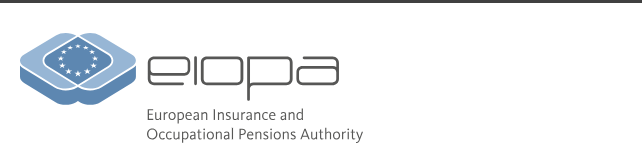 eiopa
European Insurance and
Occupational Pensions Authority